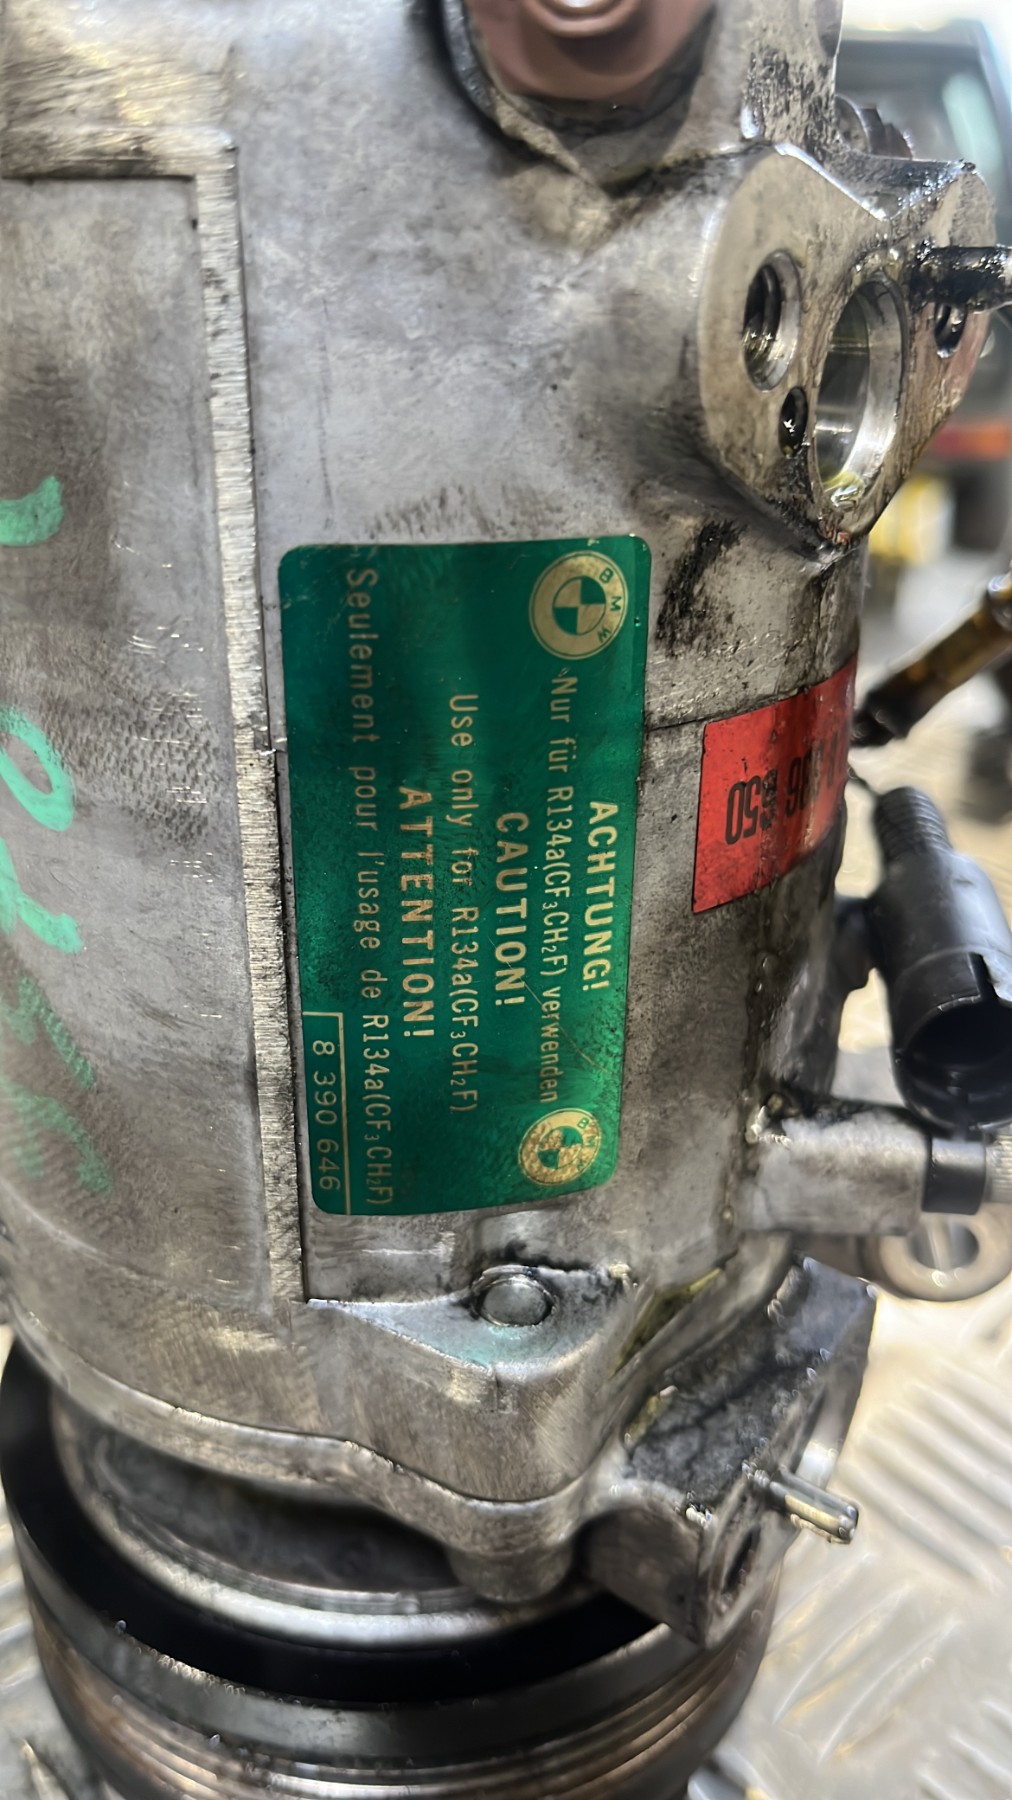 BMW
ACHTUNG!
Nur für R134a(CF₃CH₂F) verwenden
BMW
CAUTION!
Use only for R134a(CF₃CH₂F)
ATTENTION!
Seulement pour l'usage de R134a(CF₃CH₂F)
8 390 646